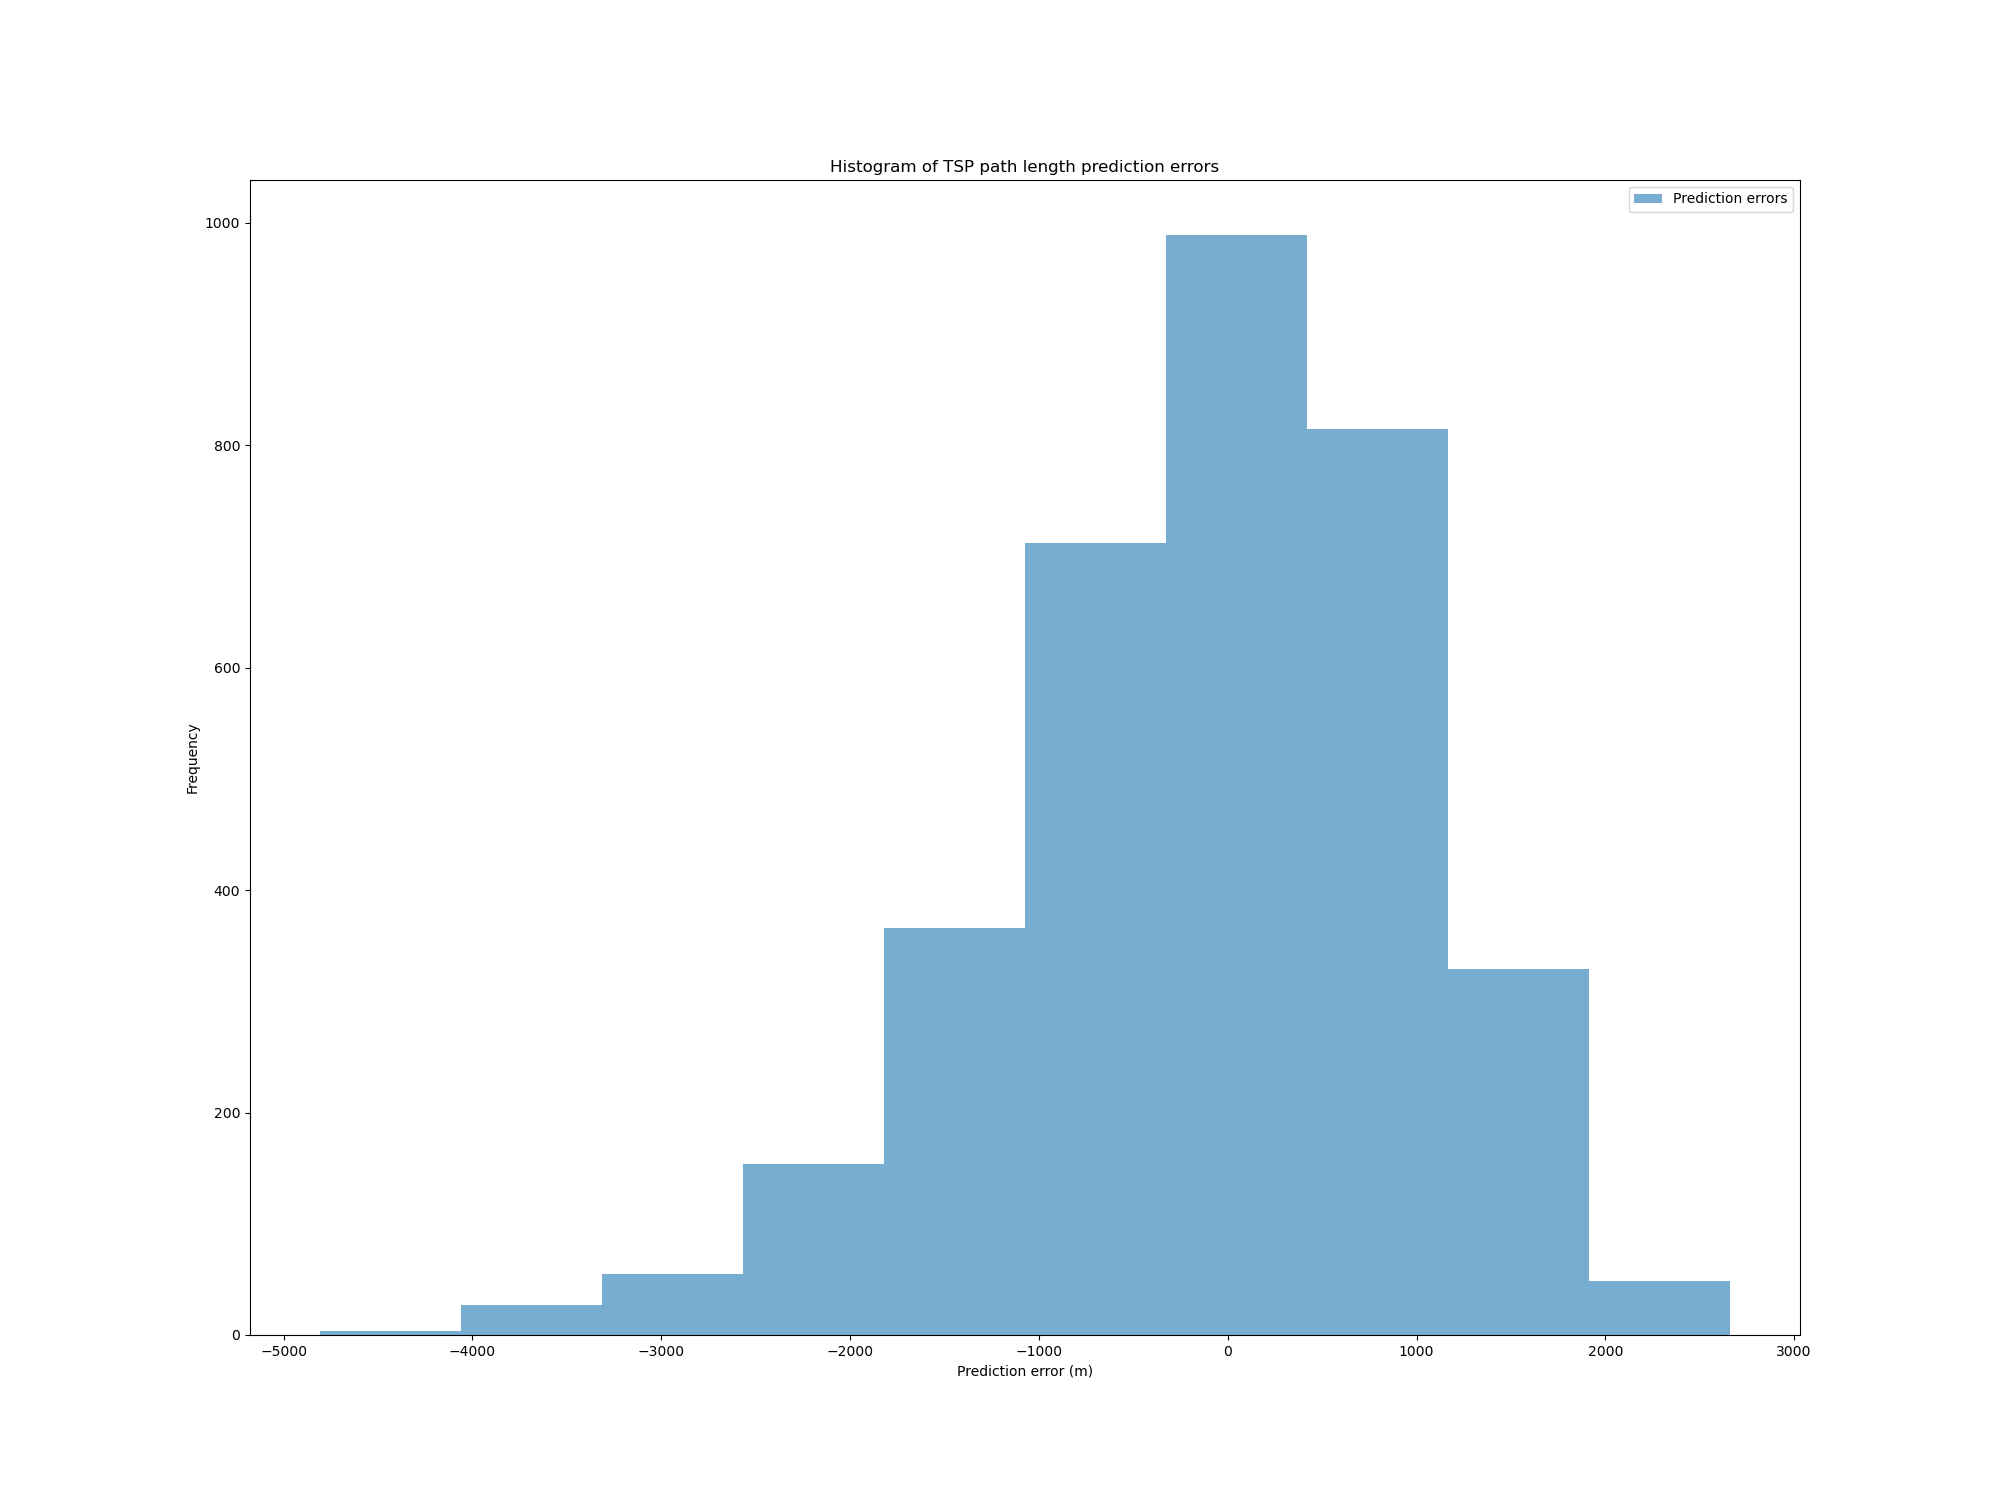 Histogram of TSP path length prediction errors
Prediction errors
1000
800
600
400
200
0
Frequency
−5000 −4000 −3000 −2000 −1000 0 1000 2000 3000
Prediction error (m)